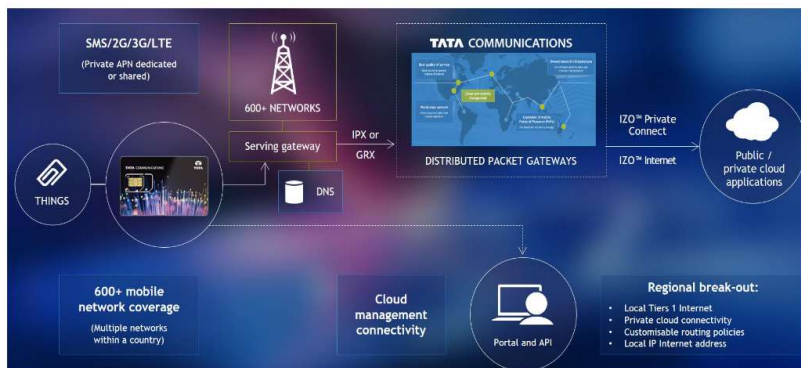 SMS/2G/3G/LTE
(Private APN dedicated
or shared)
600+ NETWORKS
Serving gateway
DNS
IPX or
GRX
TATA COMMUNICATIONS
DISTRIBUTED PACKET GATEWAYS
IZO™ Private
Connect
IZO™ Internet
Public /
private cloud
applications
THINGS
TATA COMMUNICATIONS
TATA
600+ mobile
network coverage
(Multiple networks
within a country)
Cloud
management
connectivity
Portal and API
Regional break-out:
• Local Tiers 1 Internet
• Private cloud connectivity
• Customisable routing policies
• Local IP Internet address